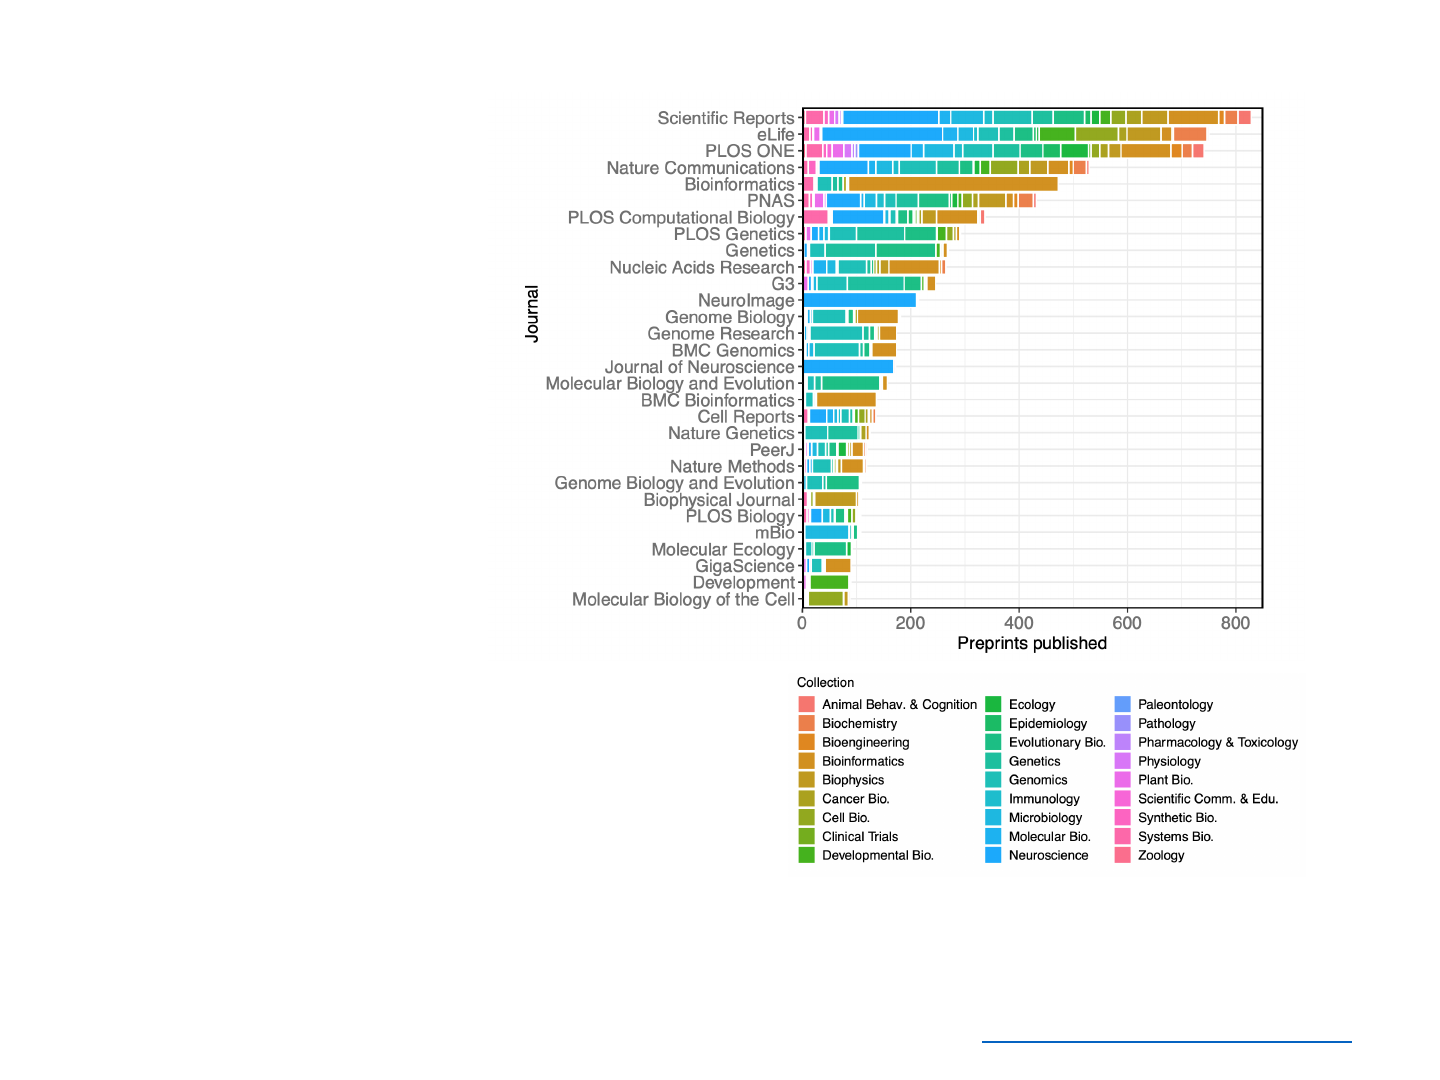 Scientific Reports
eLife
PLOS ONE
Nature Communications
Bioinformatics
PNAS
PLOS Computational Biology
PLOS Genetics
Genetics
Nucleic Acids Research
G3
NeuroImage
Genome Biology
Genome Research
BMC Genomics
Journal of Neuroscience
Molecular Biology and Evolution
BMC Bioinformatics
Cell Reports
Nature Genetics
PeerJ
Nature Methods
Genome Biology and Evolution
Biophysical Journal
PLOS Biology
mBio
Molecular Ecology
GigaScience
Development
Molecular Biology of the Cell
Journal
0 200 400 600 800
Preprints published
Collection
Animal Behav. & Cognition
Biochemistry
Bioengineering
Bioinformatics
Biophysics
Cancer Bio.
Cell Bio.
Clinical Trials
Developmental Bio.
Ecology
Epidemiology
Evolutionary Bio.
Genetics
Genomics
Immunology
Microbiology
Molecular Bio.
Neuroscience
Paleontology
Pathology
Pharmacology & Toxicology
Physiology
Plant Bio.
Scientific Comm. & Edu.
Synthetic Bio.
Systems Bio.
Zoology